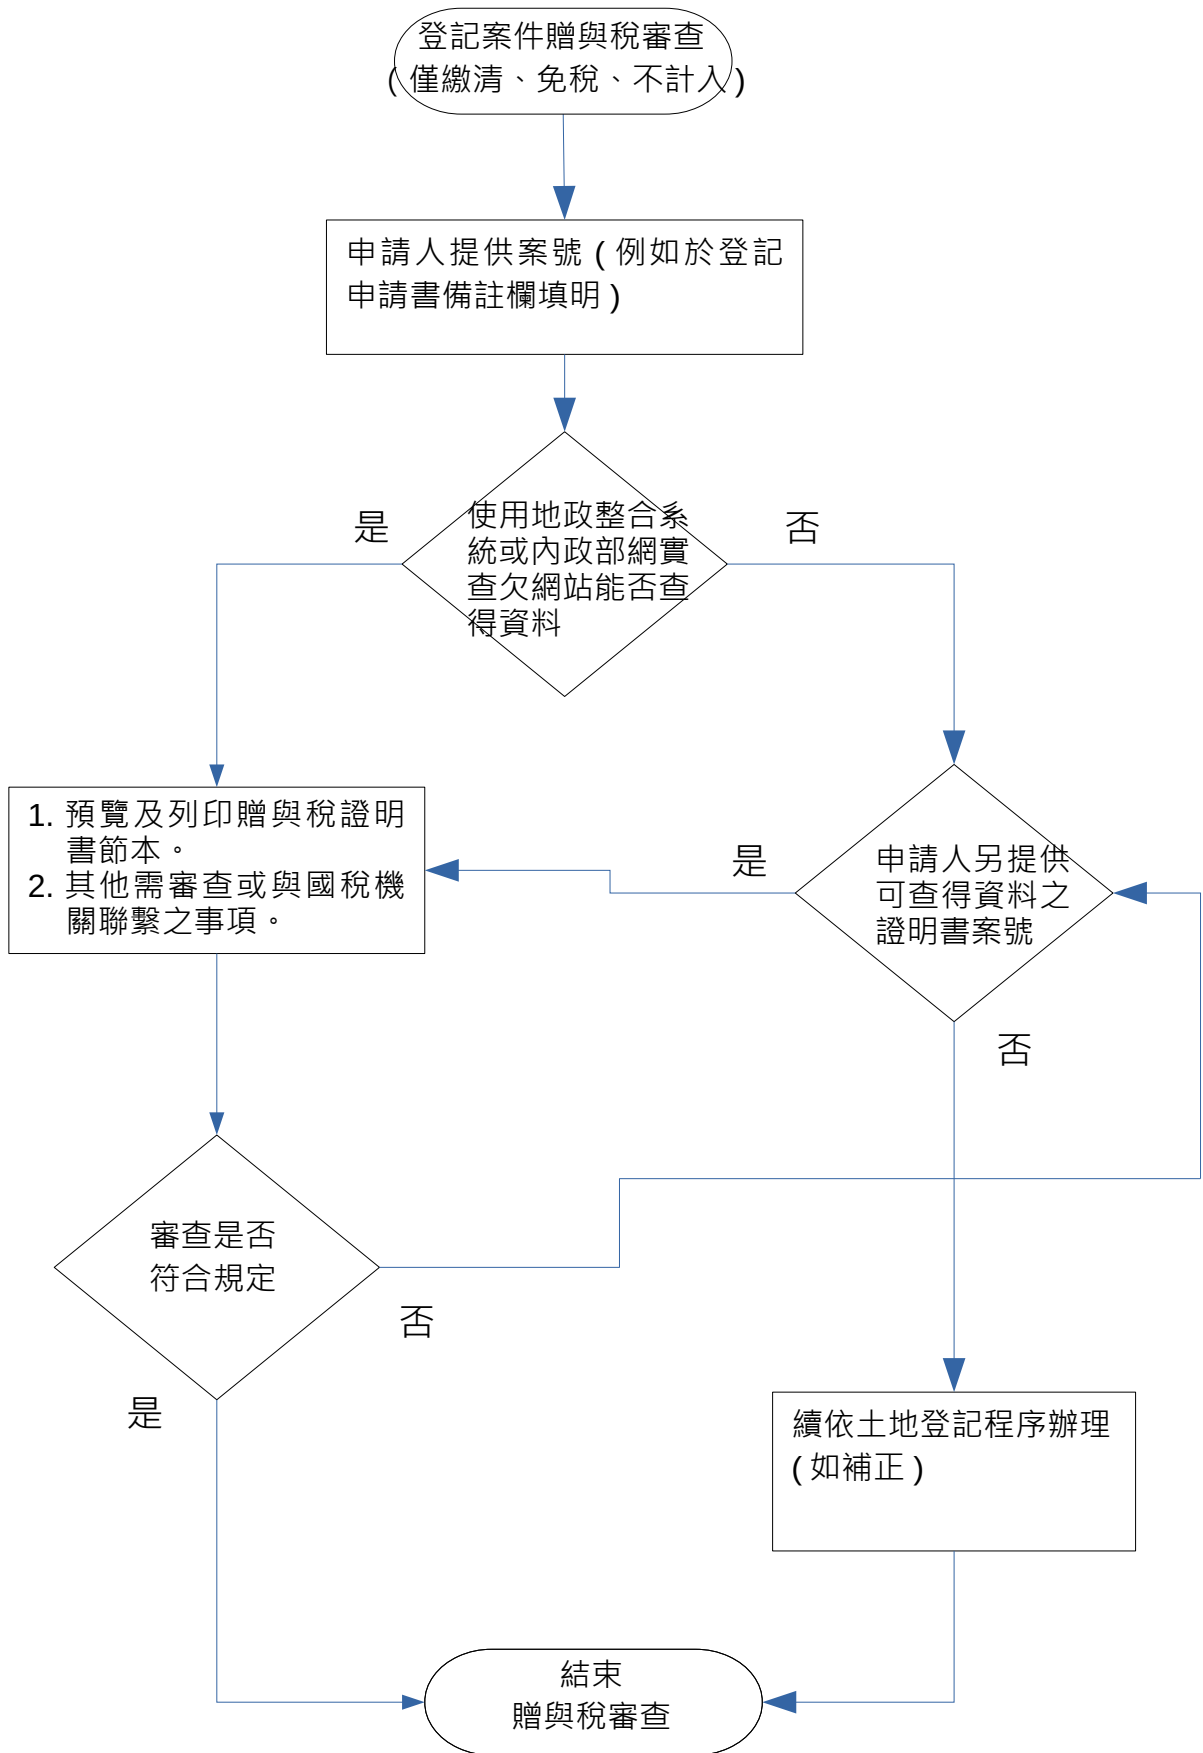 登記案件贈與稅審查
(僅繳清、免稅、不計入)
申請人提供案號(例如於登記
申請書備註欄填明)
是
否
使用地政整合系
統或內政部網實
查欠網站能否查
得資料
1. 預覽及列印贈與稅證明
書節本。
2. 其他需審查或與國稅機
關聯繫之事項。
是
申請人另提供
可查得資料之
證明書案號
否
審查是否
符合規定
否
是
續依土地登記程序辦理
(如補正)
結束
贈與稅審查